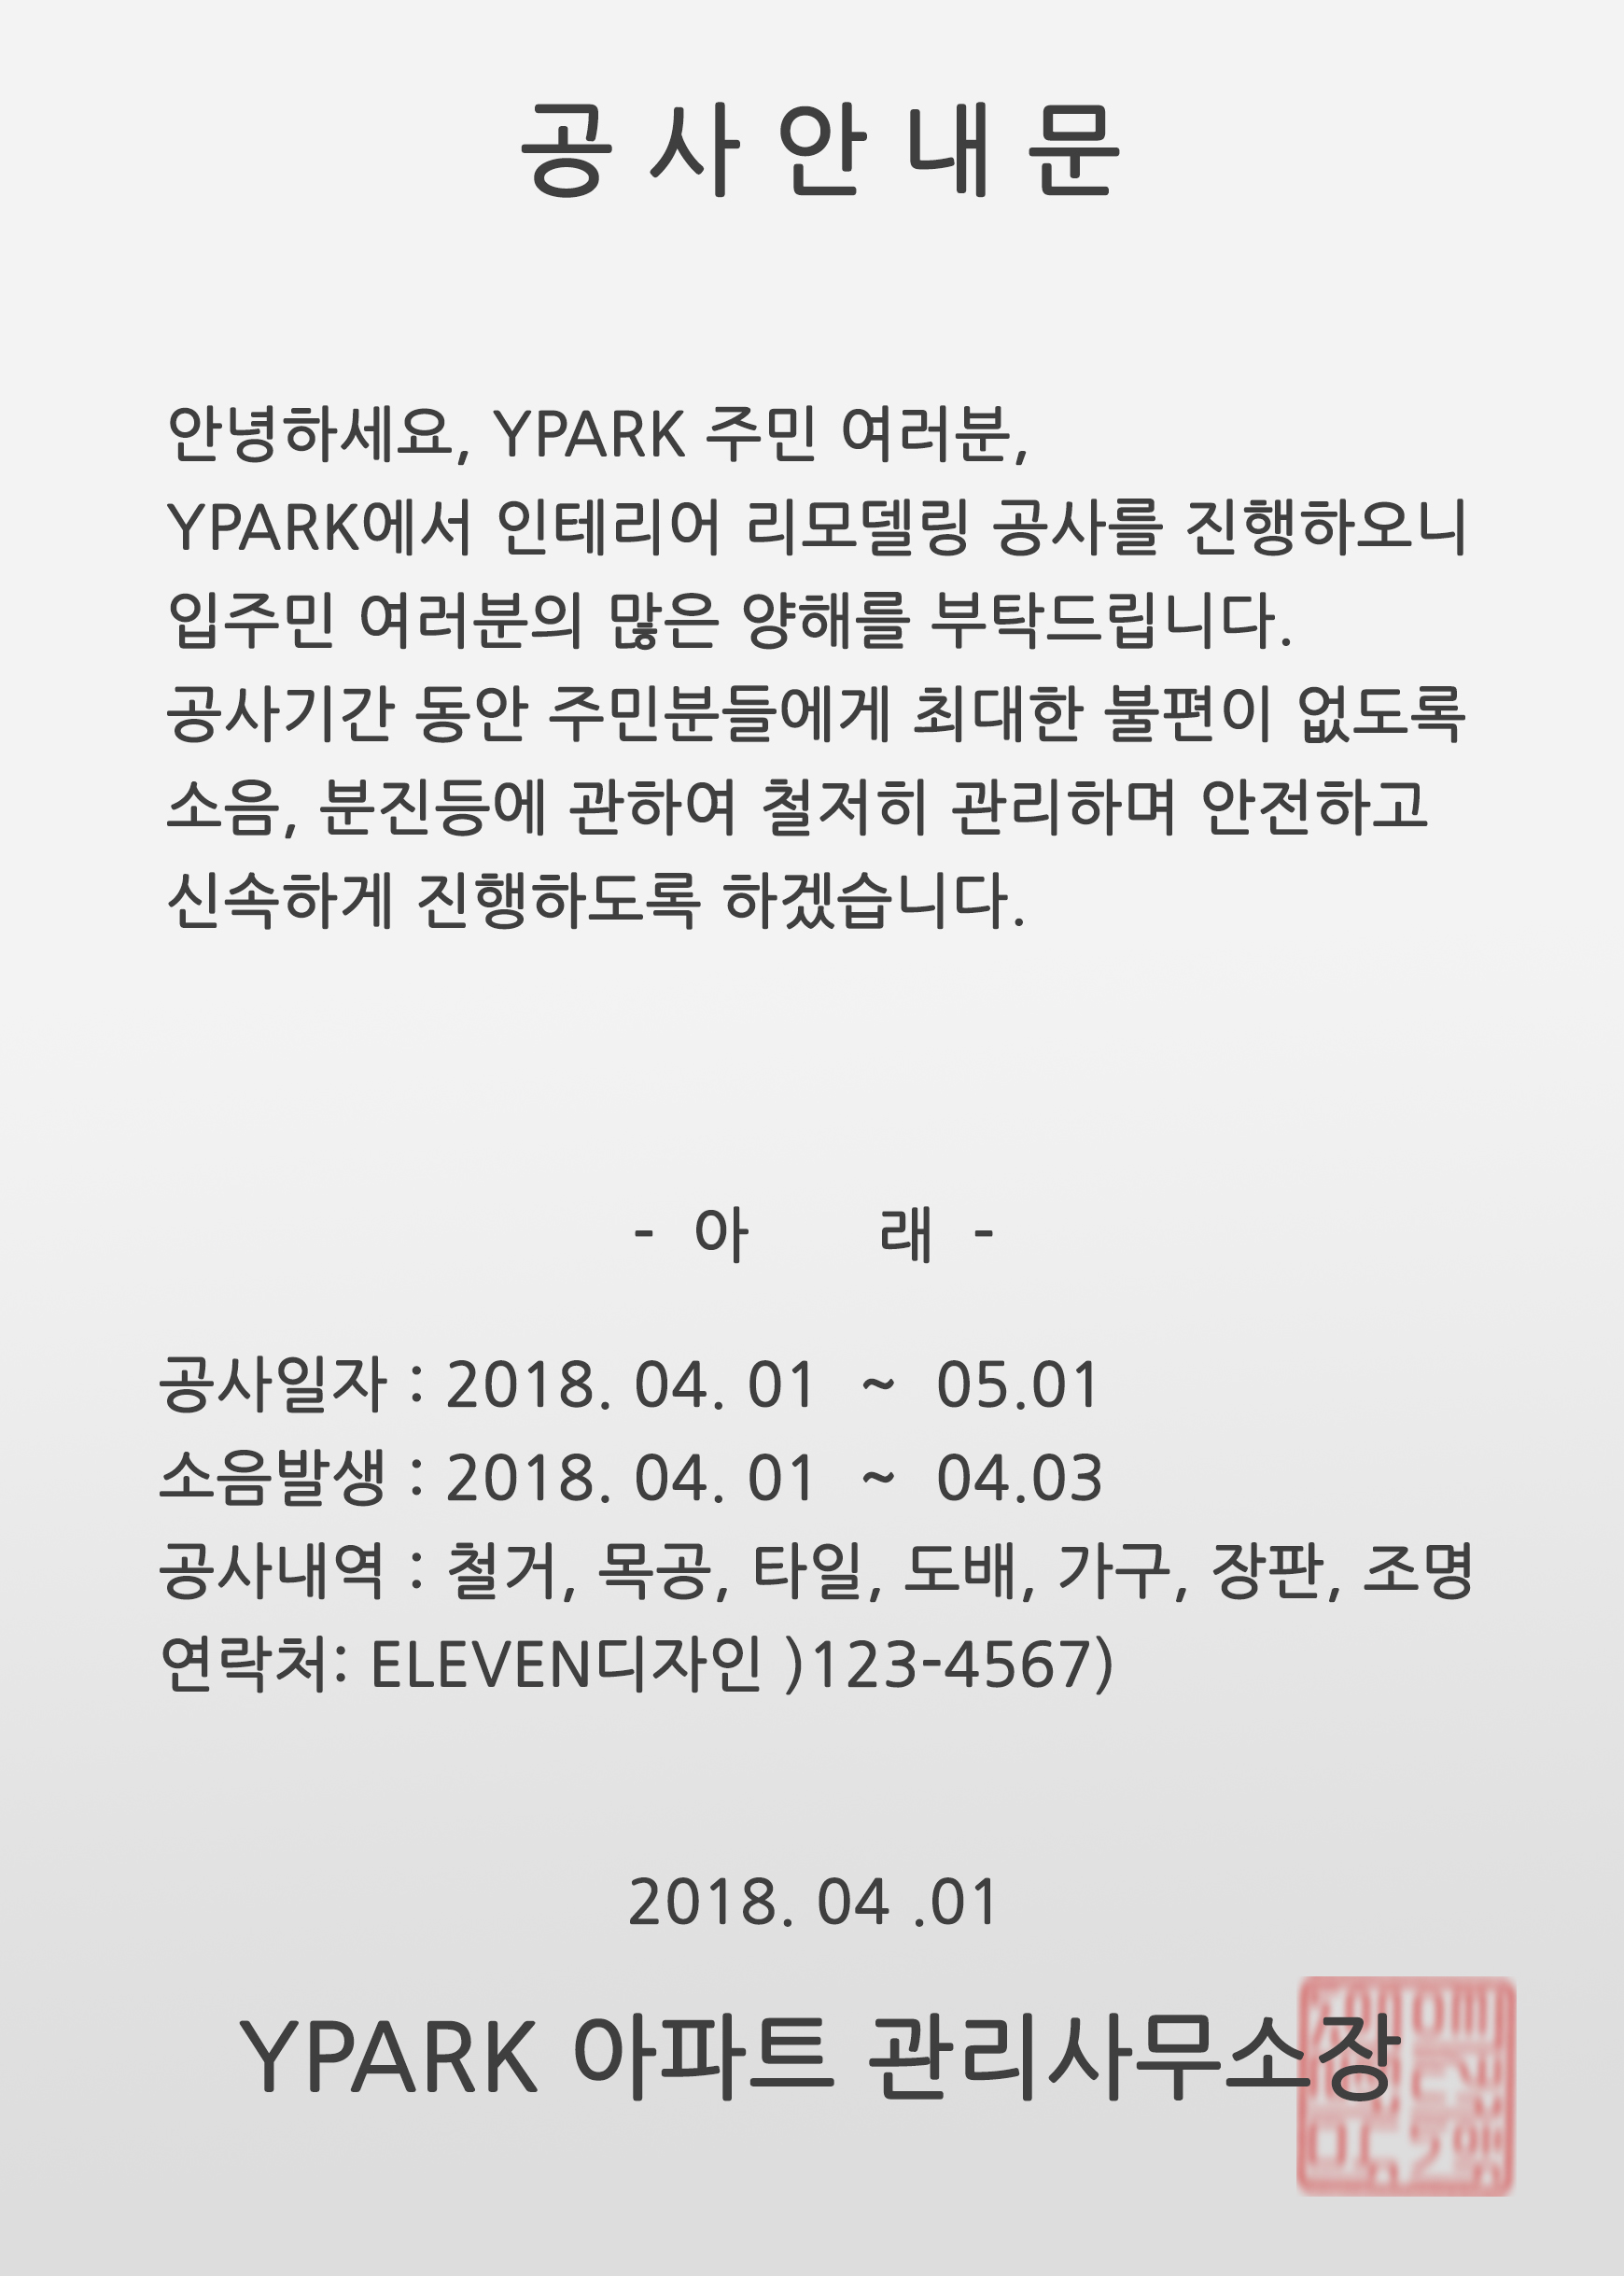 공사안내문
안녕하세요, YPARK 주민 여러분,
YPARK에서 인테리어 리모델링 공사를 진행하오니
입주민 여러분의 많은 양해를 부탁드립니다.
공사기간 동안 주민분들에게 최대한 불편이 없도록
소음, 분진등에 관하여 철저히 관리하며 안전하고
신속하게 진행하도록 하겠습니다.
- 아 래 -
공사일자 : 2018. 04. 01 ~ 05.01
소음발생 : 2018. 04. 01 ~ 04.03
공사내역 : 철거, 목공, 타일, 도배, 가구, 장판, 조명
연락처: ELEVEN디자인 )123-4567)
2018. 04 .01
YPARK 아파트 관리사무소장